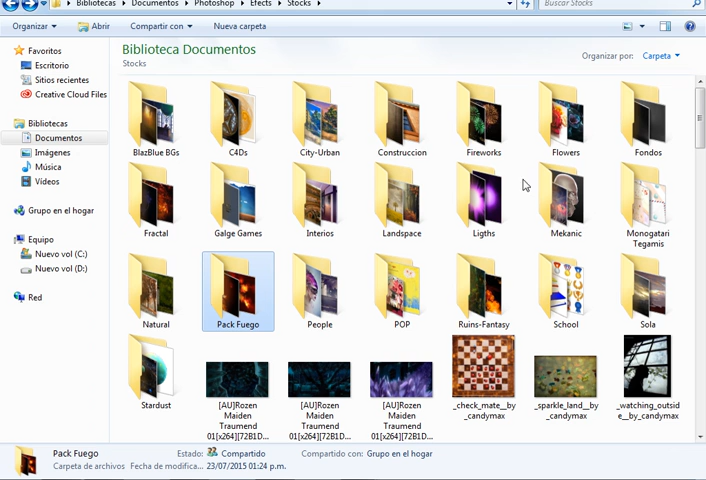 Bibliotecas ▸ Documentos ▸ Photoshop ▸ Efects ▸ Stocks ▸
Buscar Stocks
Organizar Abrir Compartir con Nueva carpeta
Favoritos
Escritorio
Sitios recientes
Creative Cloud Files
Bibliotecas
Documentos
Imágenes
Música
Vídeos
Grupo en el hogar
Equipo
Nuevo vol (C:)
Nuevo vol (D:)
Red
Biblioteca Documentos
Stocks
Organizar por: Carpeta
BlazBlue BGs
C4Ds
City-Urban
Construccion
Fireworks
Flowers
Fondos
Fractal
Galge Games
Interios
Landspace
Ligths
Mekanic
Monogatari
Tegamis
Natural
Pack Fuego
People
POP
Ruins-Fantasy
School
Sola
Stardust
[AU]Rozen
Maiden
Traumend
01[x264][72B1D...
[AU]Rozen
Maiden
Traumend
01[x264][72B1D...
[AU]Rozen
Maiden
Traumend
01[x264][72B1D...
_check_mate__by
_candymax
_sparkle_land__by
_candymax
_watching_outsid
e__by_candymax
Pack Fuego
Estado: Compartido
Compartido con: Grupo en el hogar
Carpeta de archivos
Fecha de modifica... 23/07/2015 01:24 p.m.